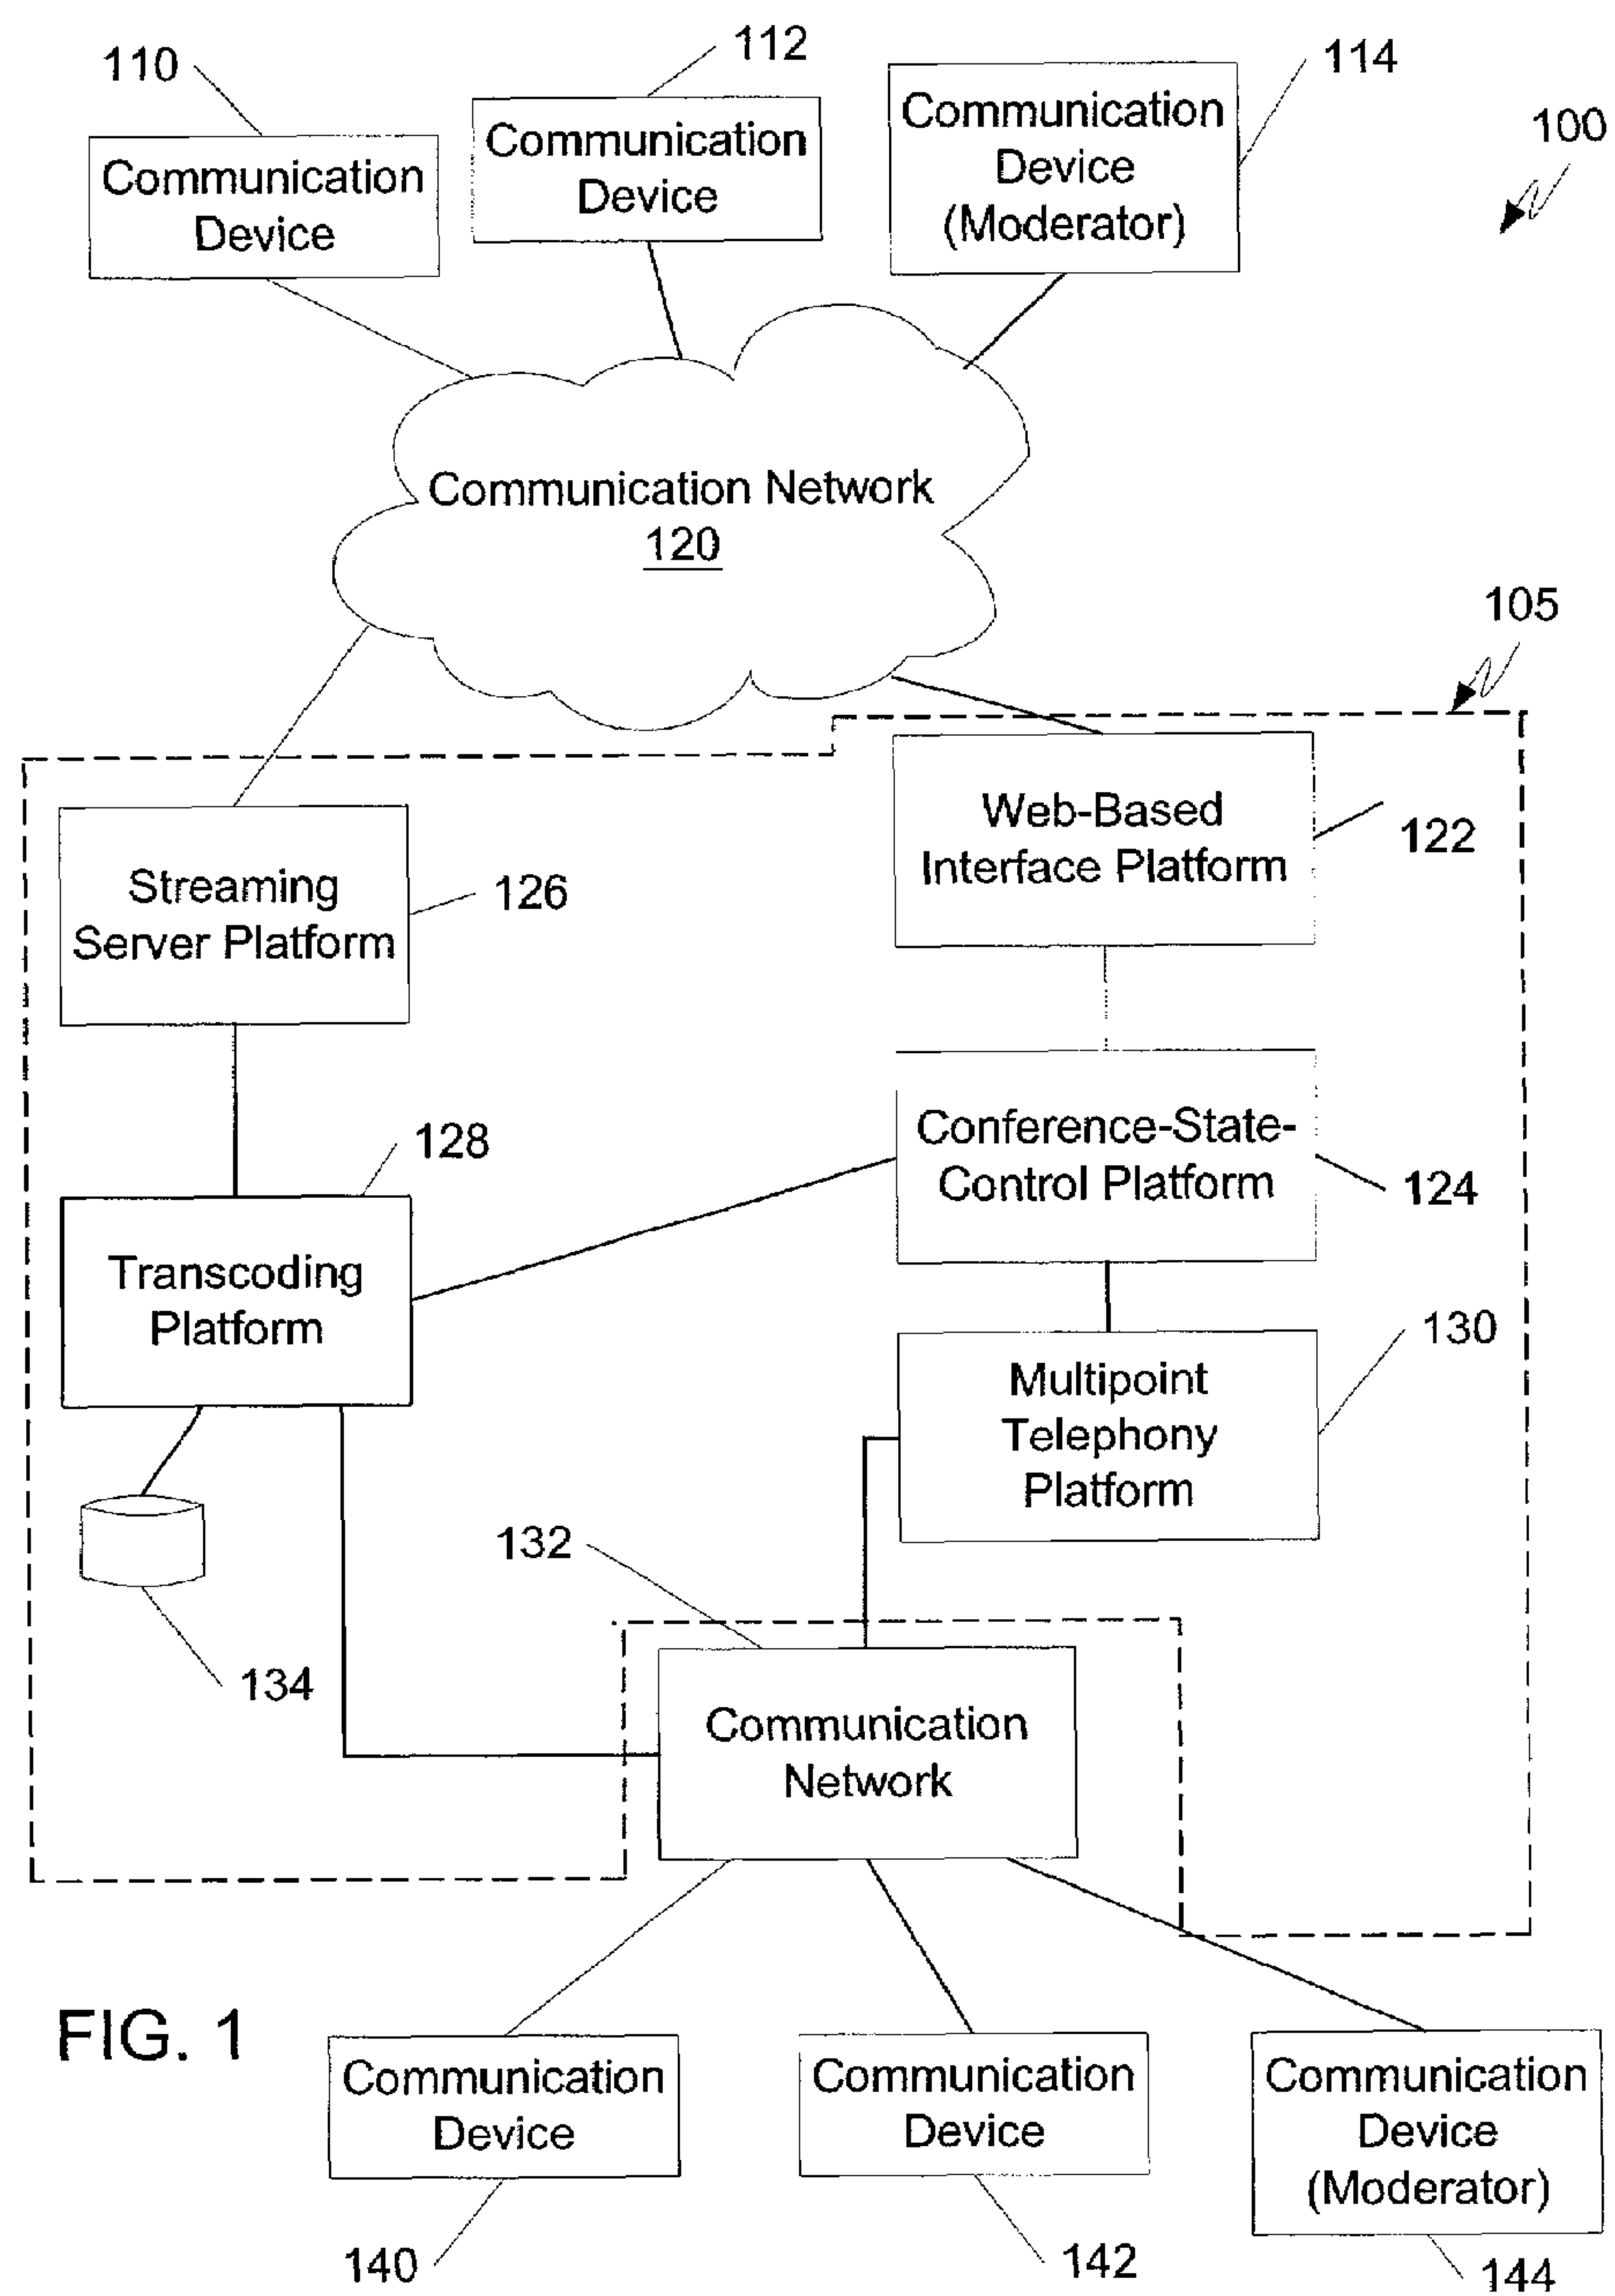 110
112
114
100
Communication
Device
Communication
Device
Communication
Device
(Moderator)
Communication Network
120
105
Web-Based
Interface Platform
122
Streaming
Server Platform
126
Conference-State-
Control Platform
124
128
Transcoding
Platform
130
Multipoint
Telephony
Platform
132
134
Communication
Network
FIG. 1
Communication
Device
Communication
Device
Communication
Device
(Moderator)
140
142
144